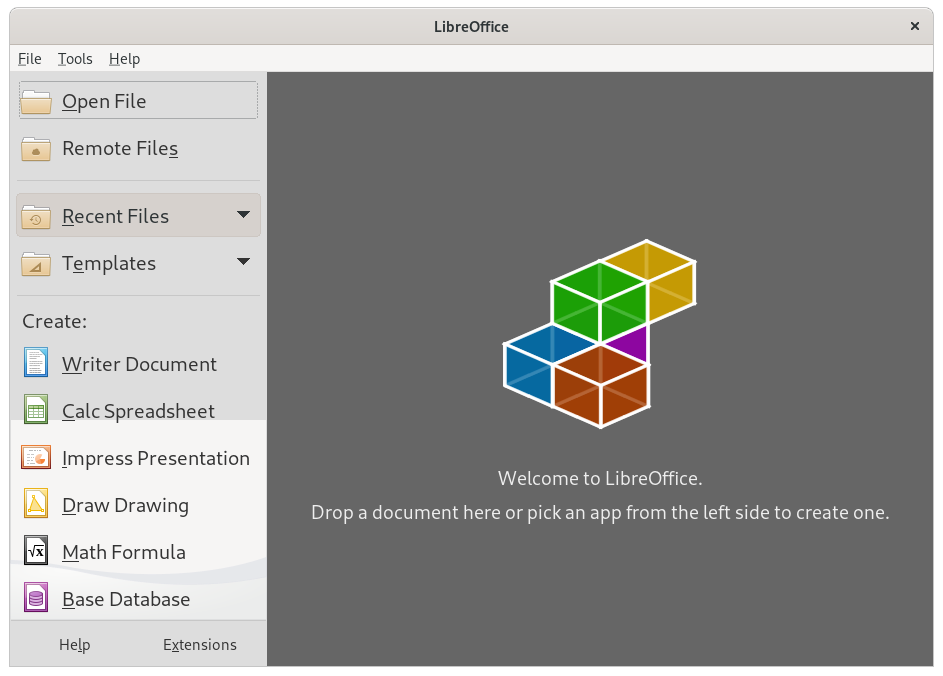 LibreOffice
File Tools Help
Open File
Remote Files
Recent Files
Templates
Create:
Writer Document
Calc Spreadsheet
Impress Presentation
Draw Drawing
√x
Math Formula
Base Database
Help Extensions
Welcome to LibreOffice.
Drop a document here or pick an app from the left side to create one.